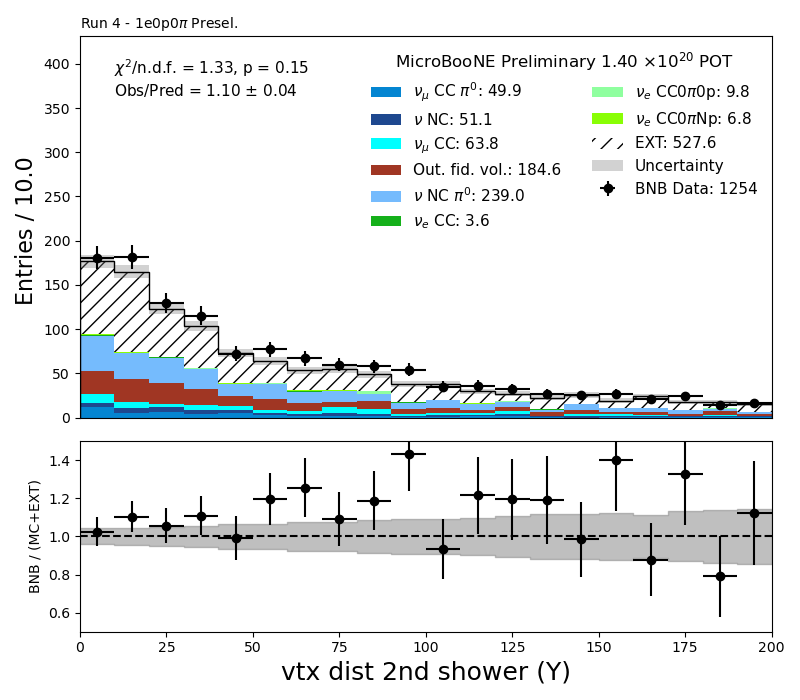 Run 4 - 1e0p0π Presel.
χ²/n.d.f. = 1.33, p = 0.15
Obs/Pred = 1.10 ± 0.04
MicroBooNE Preliminary 1.40 ×10²⁰ POT
ν_μ CC π⁰: 49.9
ν NC: 51.1
ν_μ CC: 63.8
Out. fid. vol.: 184.6
ν NC π⁰: 239.0
ν_e CC: 3.6
ν_e CC0π0p: 9.8
ν_e CC0πNp: 6.8
EXT: 527.6
Uncertainty
BNB Data: 1254
Entries / 10.0
400
350
300
250
200
150
100
50
0
BNB / (MC+EXT)
1.4
1.2
1.0
0.8
0.6
0 25 50 75 100 125 150 175 200
vtx dist 2nd shower (Y)